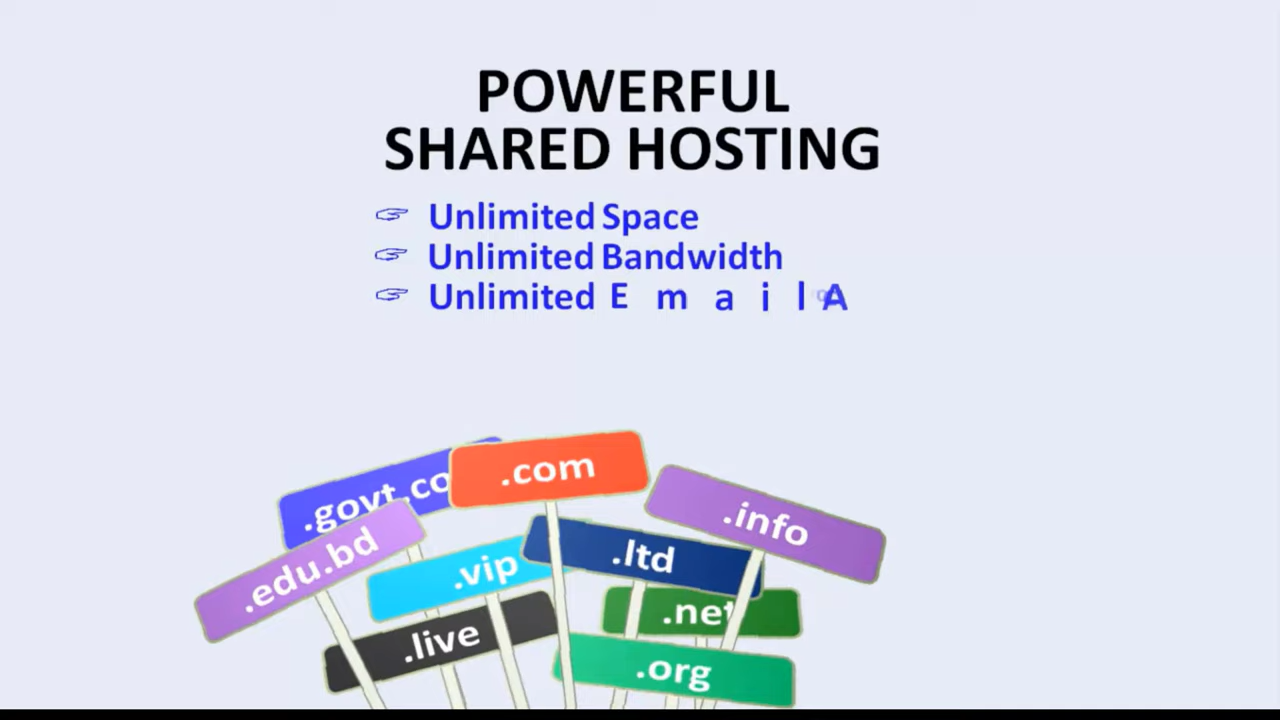 POWERFUL
SHARED HOSTING
Unlimited Space
Unlimited Bandwidth
Unlimited Email A
.govt.co
.com
.info
.edu.bd
.vip
.ltd
.net
.live
.org